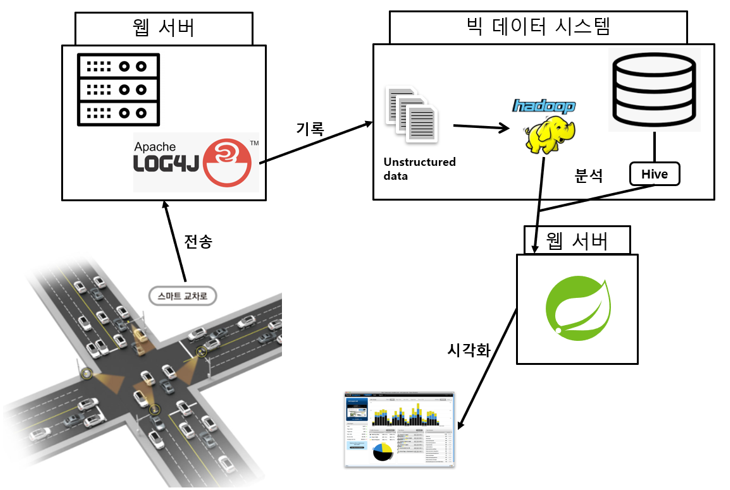 웹 서버
빅 데이터 시스템
Apache
LOG4J
TM
기록
Unstructured
data
hadoop
분석
Hive
전송
스마트 교차로
웹 서버
시각화